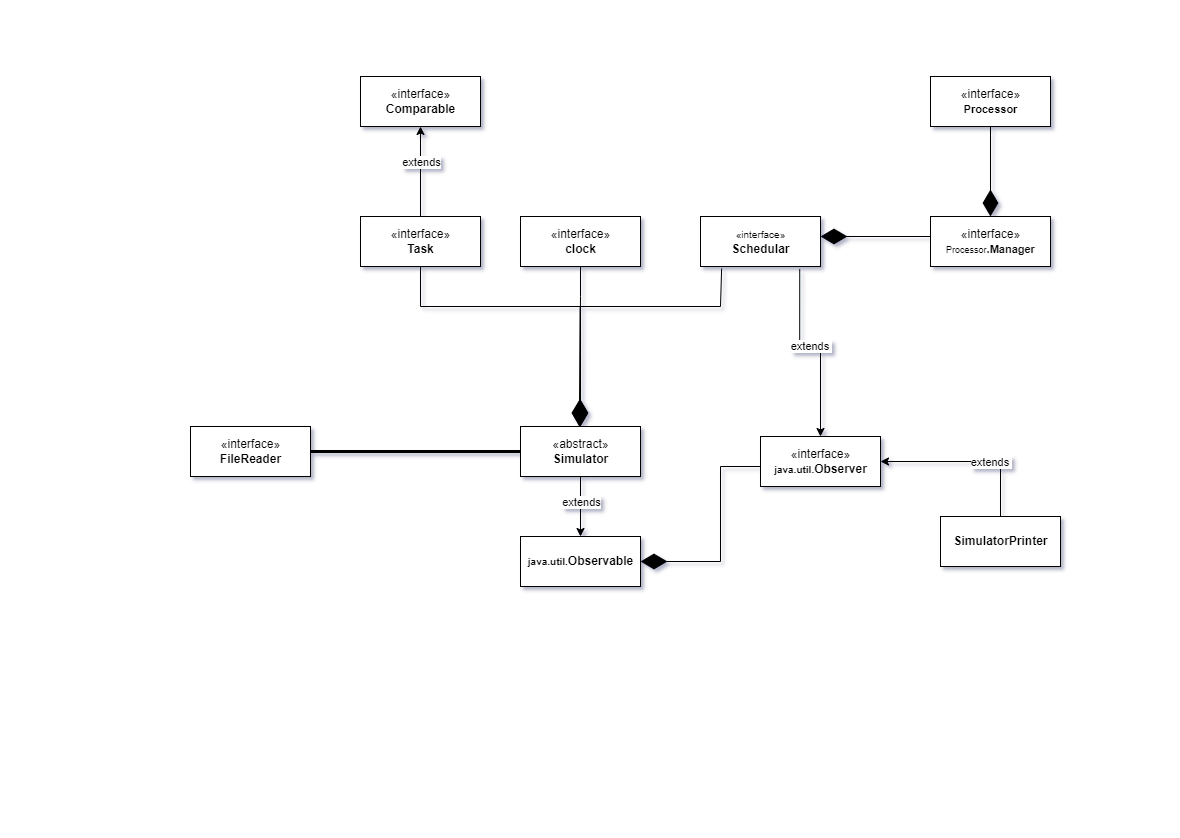 «interface»
Comparable
«interface»
Processor
extends
«interface»
Task
«interface»
clock
«interface»
Schedular
«interface»
Processor.Manager
extends
«interface»
FileReader
«abstract»
Simulator
«interface»
java.util.Observer
extends
extends
java.util.Observable
SimulatorPrinter